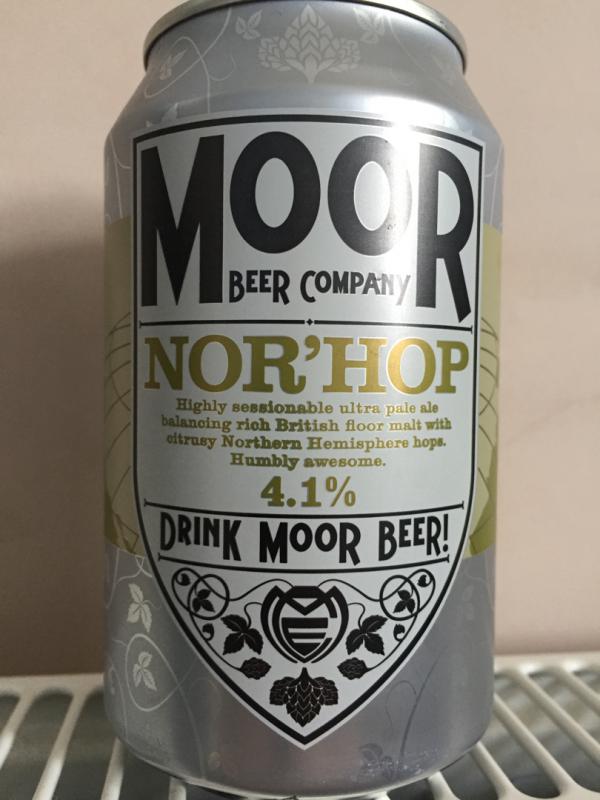 MOOR
BEER COMPANY
NOR'HOP
Highly sessionable ultra pale ale
balancing rich British floor malt with
citrusy Northern Hemisphere hops.
Humbly awesome.
4.1%
DRINK MOOR BEER!